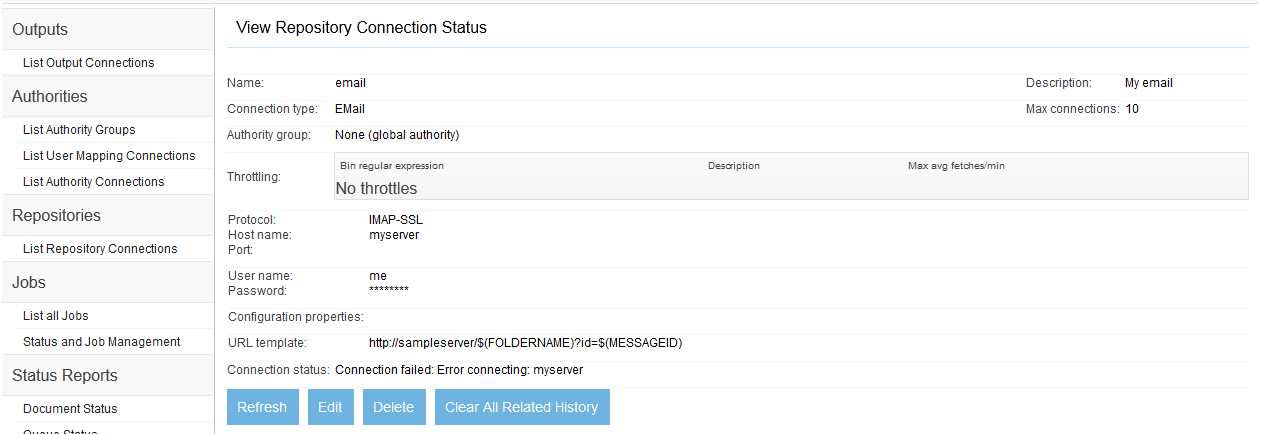 Outputs
List Output Connections
Authorities
List Authority Groups
List User Mapping Connections
List Authority Connections
Repositories
List Repository Connections
Jobs
List all Jobs
Status and Job Management
Status Reports
Document Status
Queue Status
View Repository Connection Status
Name: email Description: My email
Connection type: EMail Max connections: 10
Authority group: None (global authority)
Throttling:
Bin regular expression Description Max avg fetches/min
No throttles
Protocol: IMAP-SSL
Host name: myserver
Port:
User name: me
Password: ********
Configuration properties:
URL template: http://sampleserver/$(FOLDERNAME)?id=$(MESSAGEID)
Connection status: Connection failed: Error connecting: myserver
Refresh Edit Delete Clear All Related History